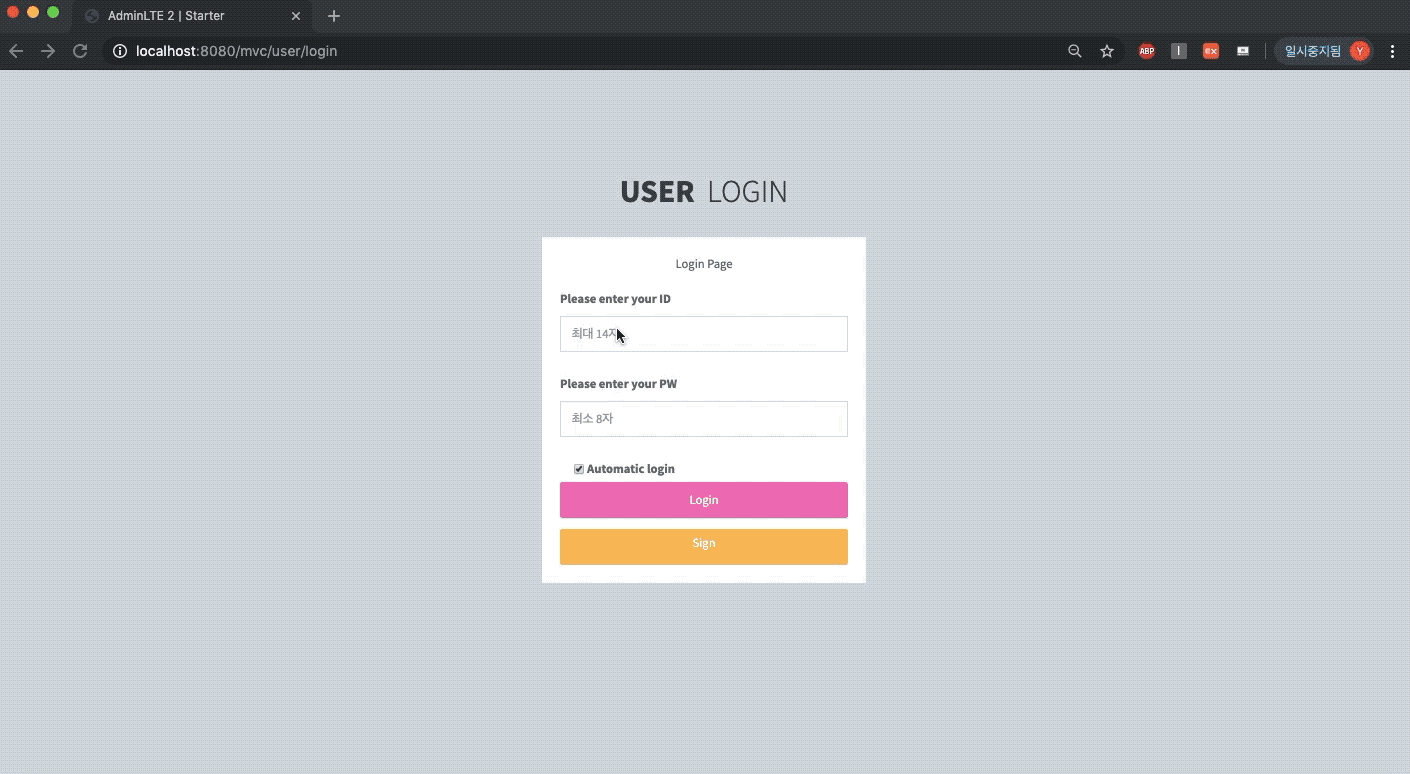 AdminLTE 2 | Starter
localhost:8080/mvc/user/login
ABP
일시중지됨
Y
USER LOGIN
Login Page
Please enter your ID
최대 14자
Please enter your PW
최소 8자
Automatic login
Login
Sign